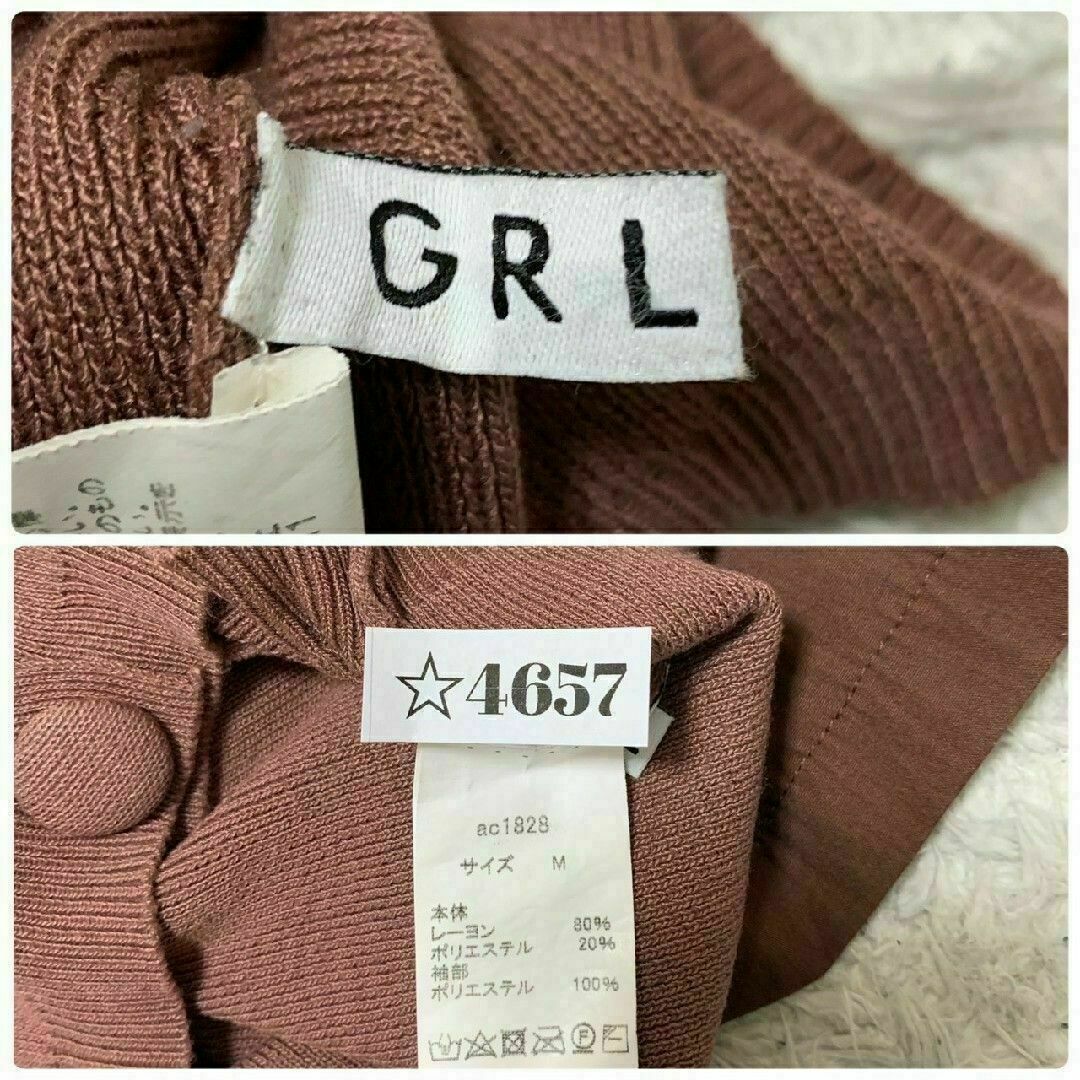 GRL
☆4657
ac1828
サイズ M
本体
レーヨン 80%
ポリエステル 20%
袖部
ポリエステル 100%